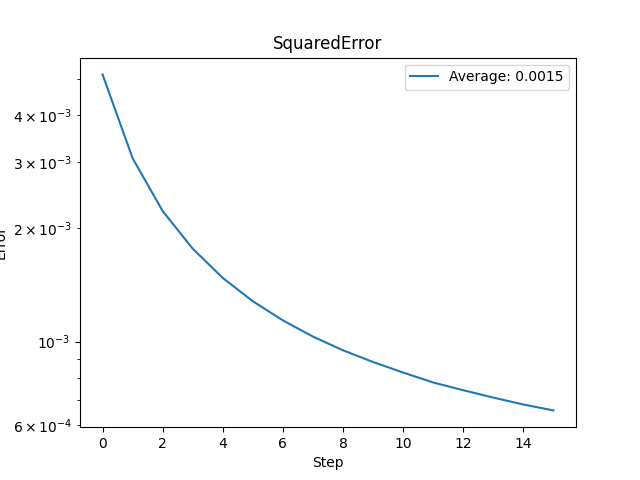 SquaredError
Average: 0.0015
4 × 10⁻³
3 × 10⁻³
2 × 10⁻³
10⁻³
6 × 10⁻⁴
Error
0 2 4 6 8 10 12 14
Step